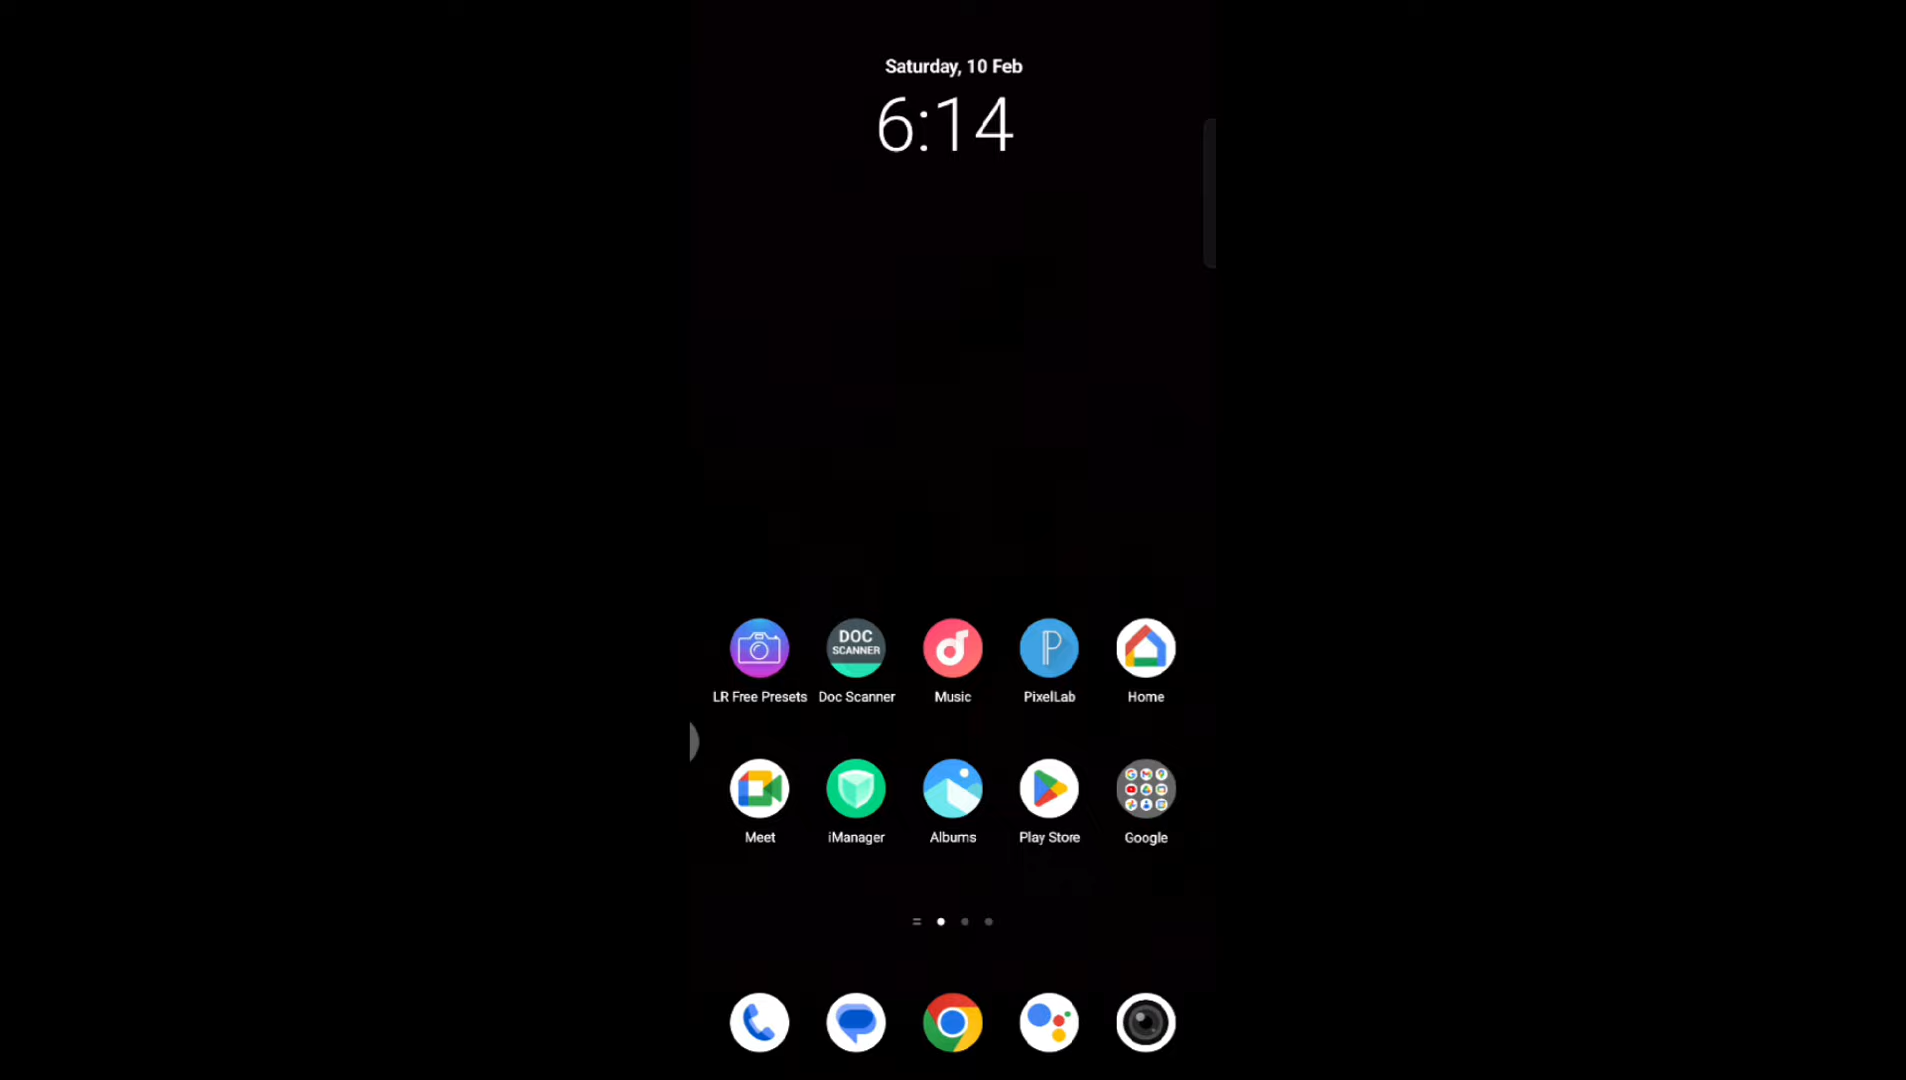 Saturday, 10 Feb
6:14
LR Free Presets
DOC
SCANNER
Doc Scanner
Music
PixelLab
Home
Meet
iManager
Albums
Play Store
Google